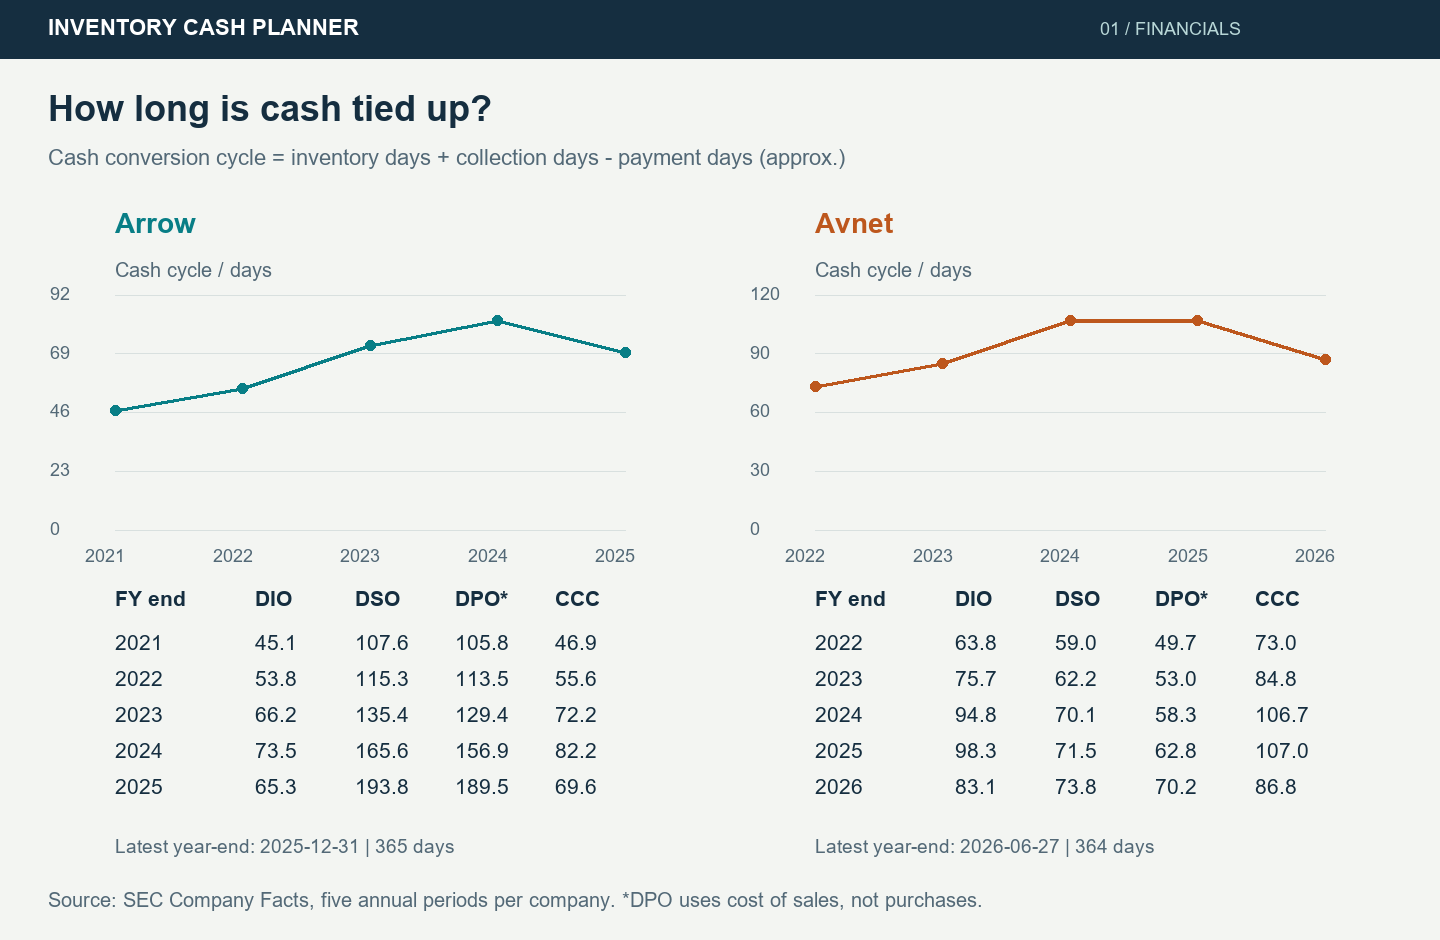 INVENTORY CASH PLANNER
01 / FINANCIALS
How long is cash tied up?
Cash conversion cycle = inventory days + collection days - payment days (approx.)
Arrow
Cash cycle / days
92
69
46
23
0
2021 2022 2023 2024 2025
FY end DIO DSO DPO* CCC
2021 45.1 107.6 105.8 46.9
2022 53.8 115.3 113.5 55.6
2023 66.2 135.4 129.4 72.2
2024 73.5 165.6 156.9 82.2
2025 65.3 193.8 189.5 69.6
Latest year-end: 2025-12-31 | 365 days
Avnet
Cash cycle / days
120
90
60
30
0
2022 2023 2024 2025 2026
FY end DIO DSO DPO* CCC
2022 63.8 59.0 49.7 73.0
2023 75.7 62.2 53.0 84.8
2024 94.8 70.1 58.3 106.7
2025 98.3 71.5 62.8 107.0
2026 83.1 73.8 70.2 86.8
Latest year-end: 2026-06-27 | 364 days
Source: SEC Company Facts, five annual periods per company. *DPO uses cost of sales, not purchases.